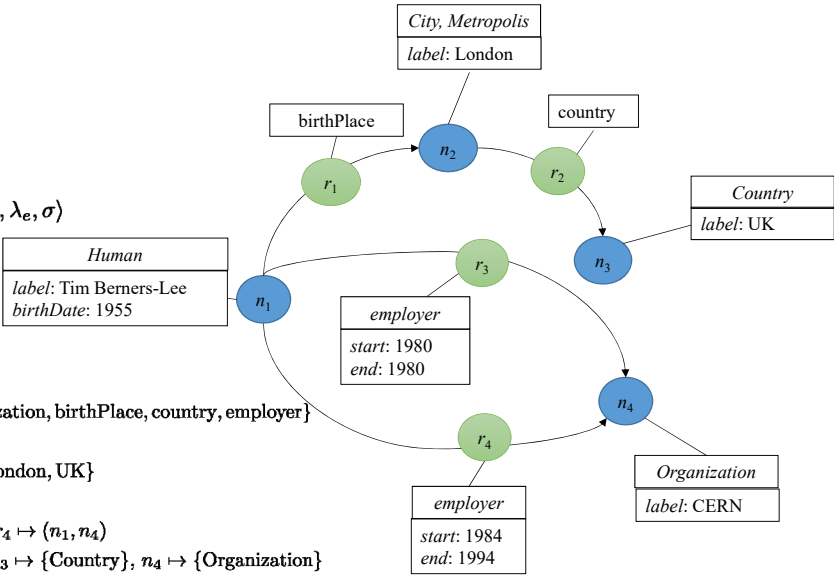 City, Metropolis
label: London
birthPlace
country
n2
r1
r2
, λe, σ⟩
Country
label: UK
Human
label: Tim Berners-Lee
birthDate: 1955
n1
r3
n3
employer
start: 1980
end: 1980
n4
zation, birthPlace, country, employer}
r4
ondon, UK}
Organization
label: CERN
employer
start: 1984
end: 1994
r4 ↦ (n1, n4)
3 ↦ {Country}, n4 ↦ {Organization}